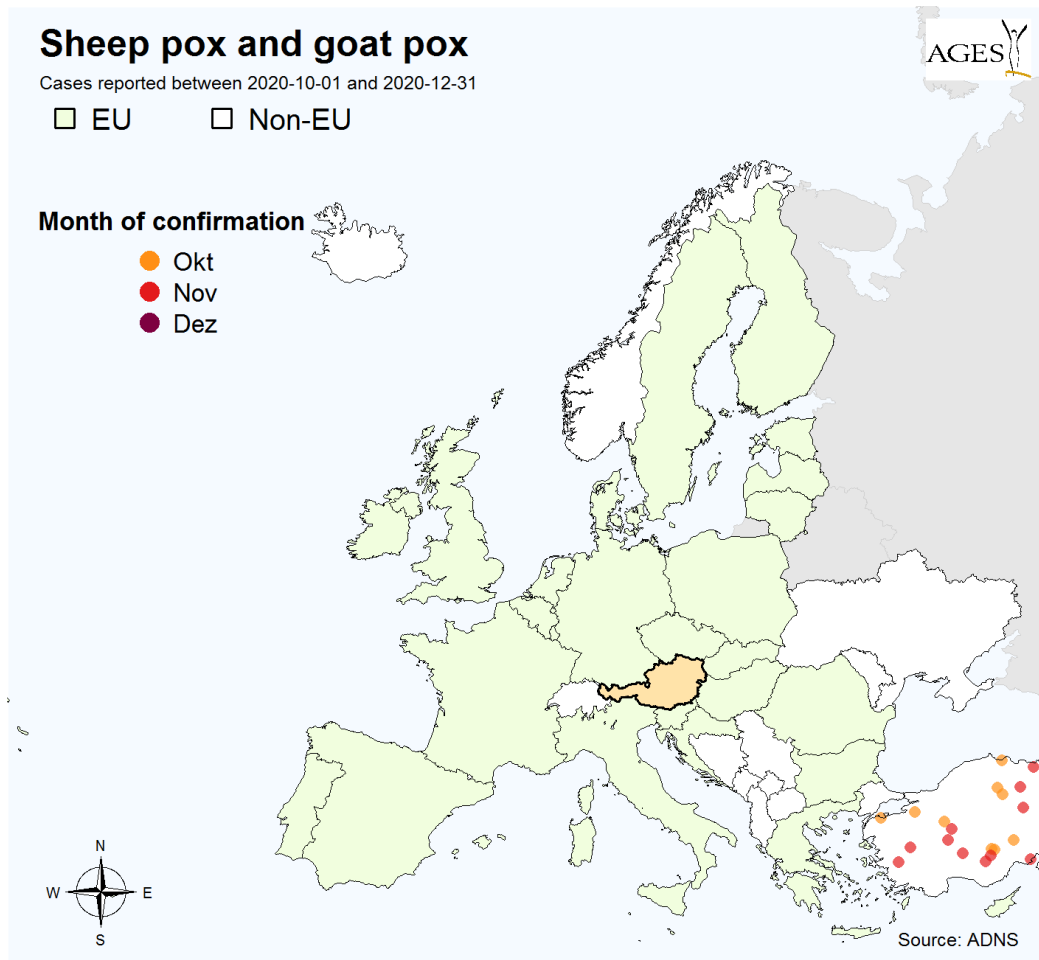 Sheep pox and goat pox
AGES
Cases reported between 2020-10-01 and 2020-12-31
EU Non-EU
Month of confirmation
Okt
Nov
Dez
N
W E
S
Source: ADNS